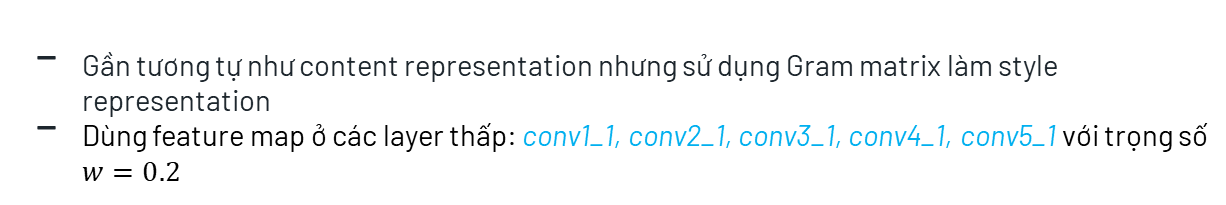 – Gần tương tự như content representation nhưng sử dụng Gram matrix làm style
representation
– Dùng feature map ở các layer thấp: conv1_1, conv2_1, conv3_1, conv4_1, conv5_1 với trọng số
w = 0.2